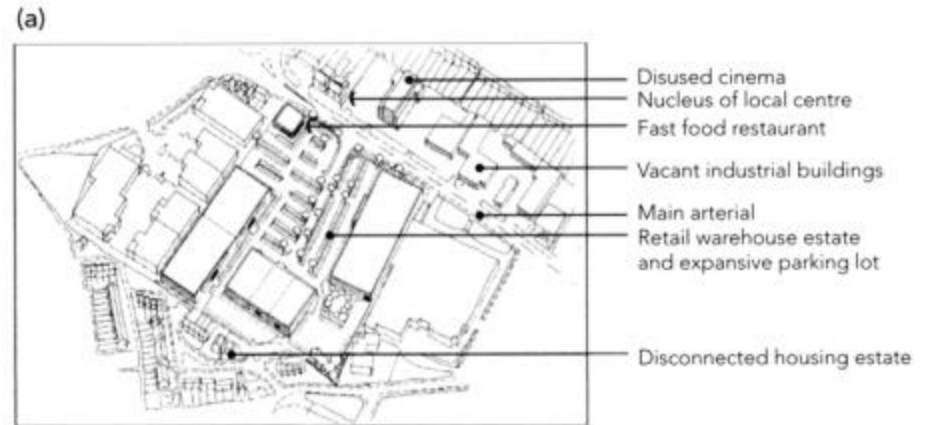 (a)
Disused cinema
Nucleus of local centre
Fast food restaurant
Vacant industrial buildings
Main arterial
Retail warehouse estate
and expansive parking lot
Disconnected housing estate